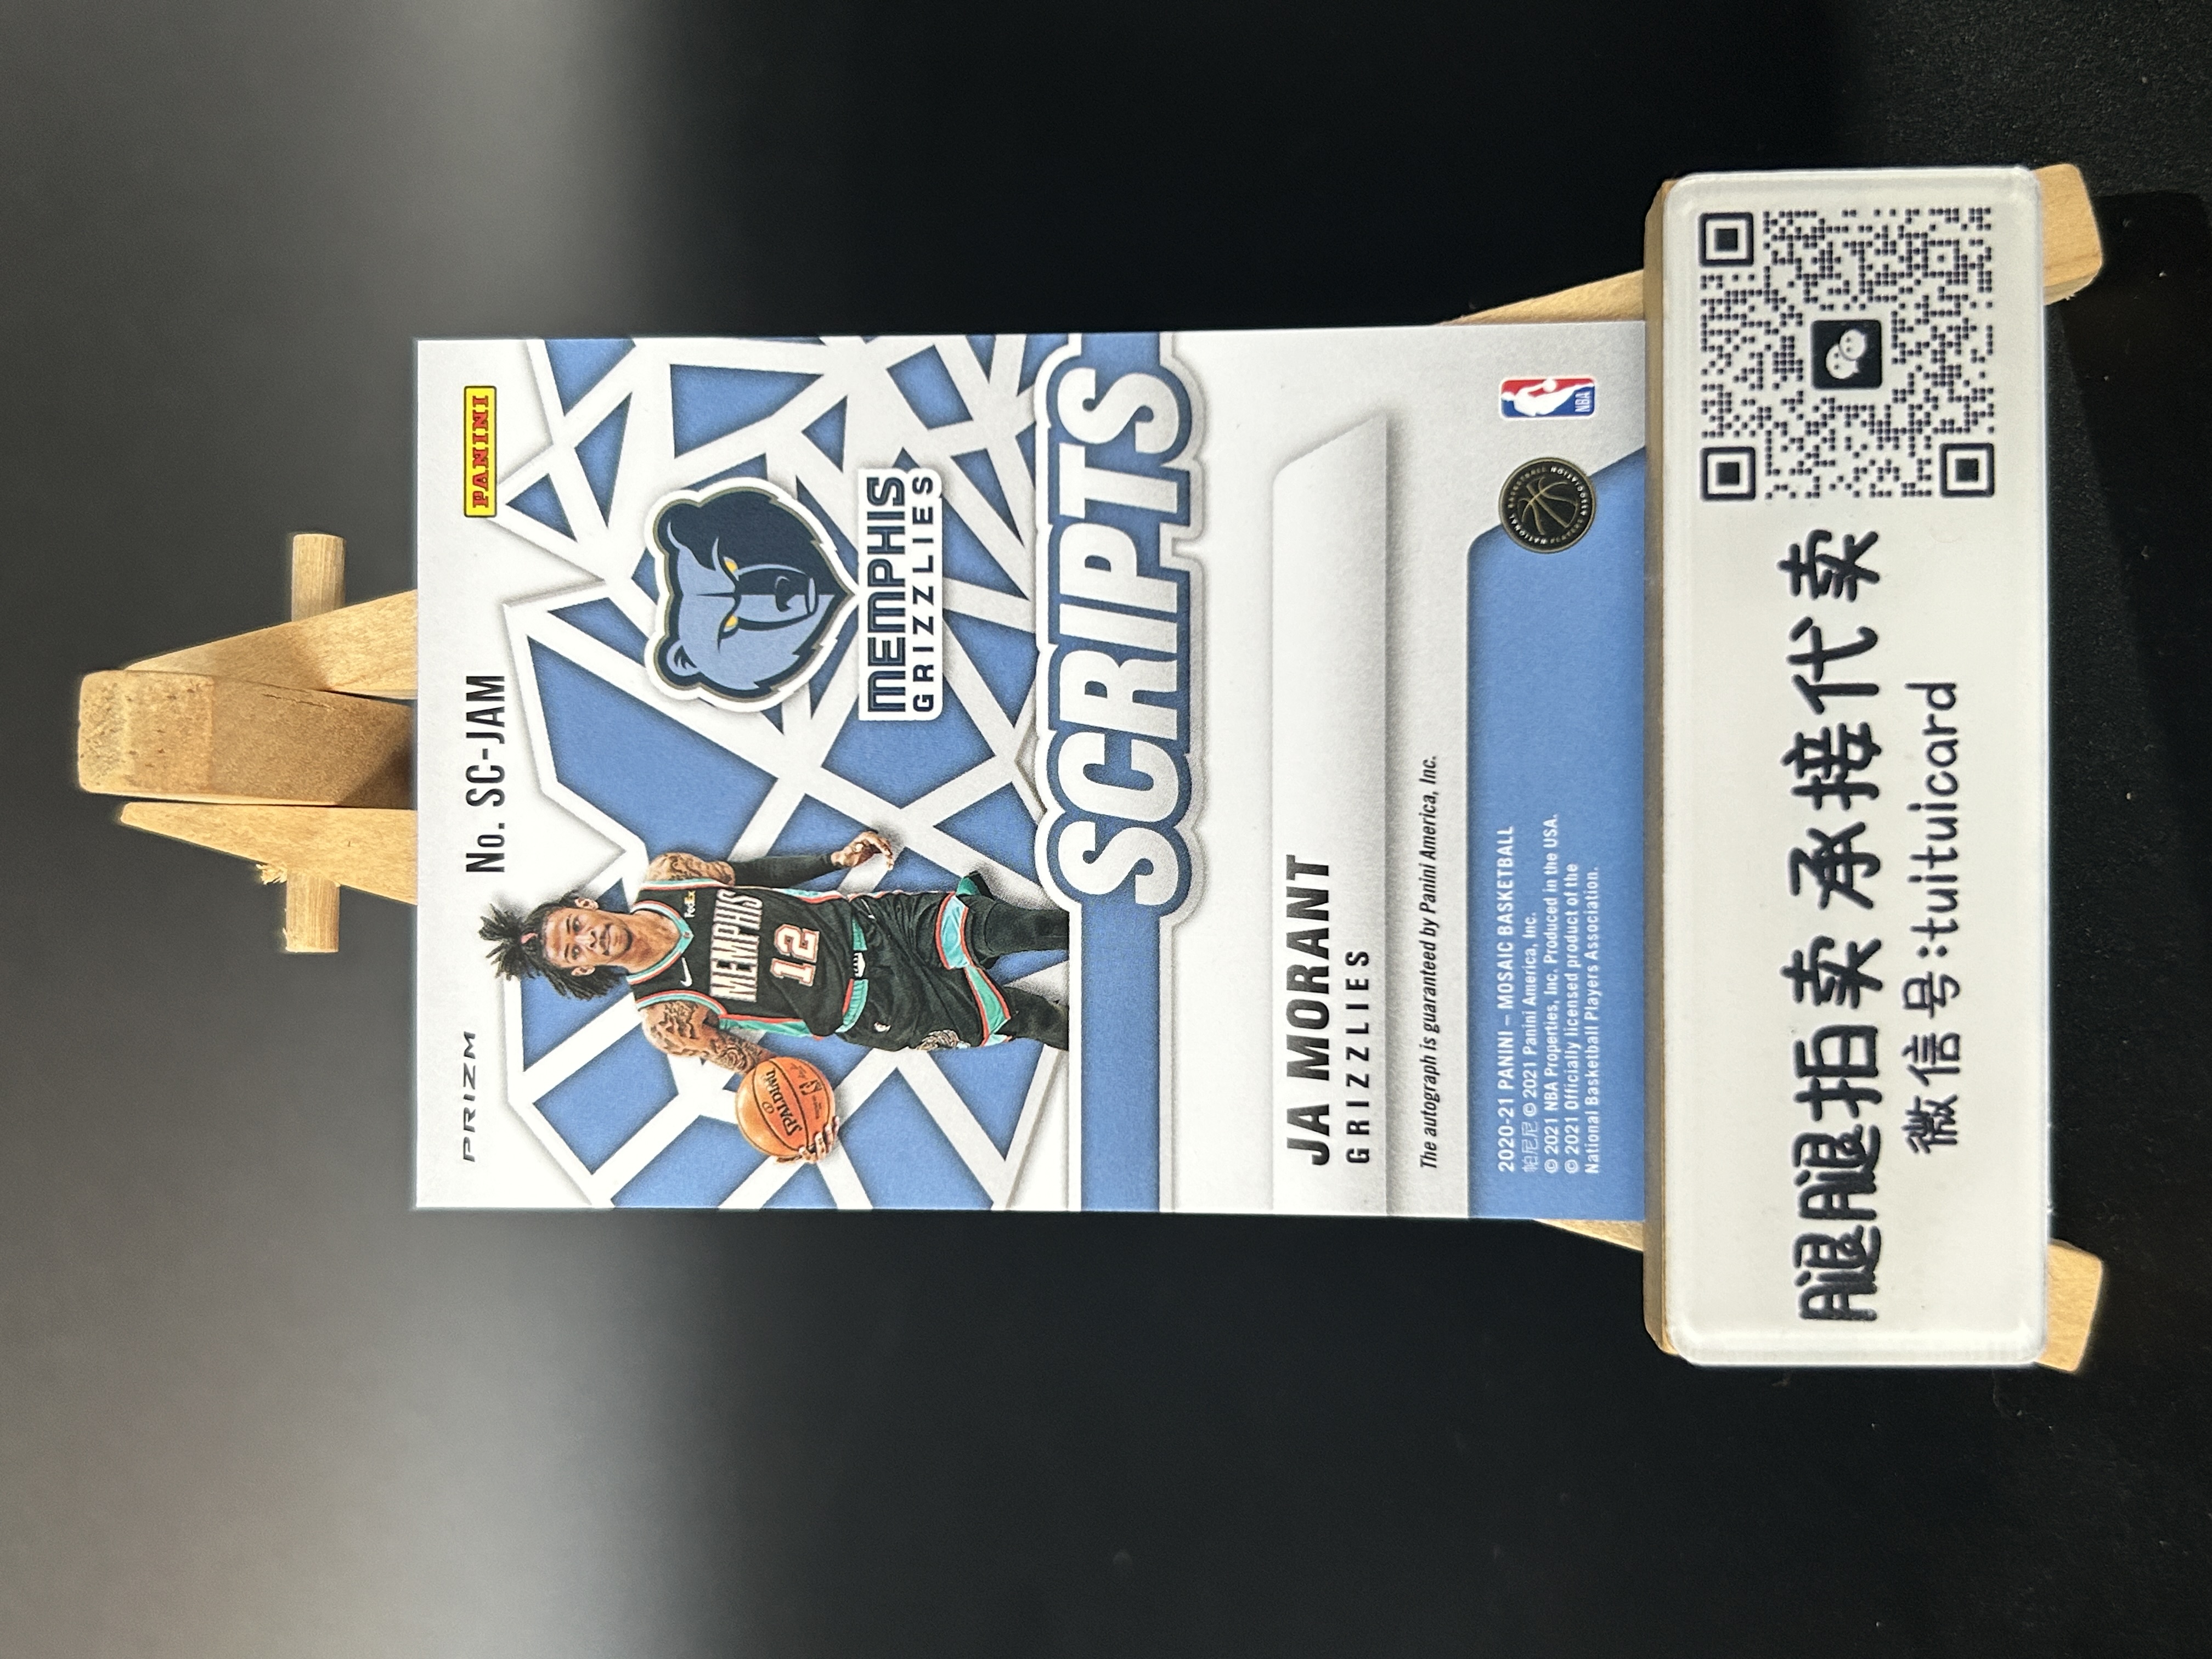 PRIZM
No. SC-JAM
PANINI
FedEx
MEMPHIS
12
SPALDING
MEMPHIS
GRIZZLIES
SCRIPTS
JA MORANT
GRIZZLIES
The autograph is guaranteed by Panini America, Inc.
2020-21 PANINI – MOSAIC BASKETBALL
帕尼尼 © 2021 Panini America, Inc.
© 2021 NBA Properties, Inc. Produced in the USA.
© 2021 Officially licensed product of the
National Basketball Players Association.
NBA
腿腿拍卖 承接代卖
微信号:tuituicard